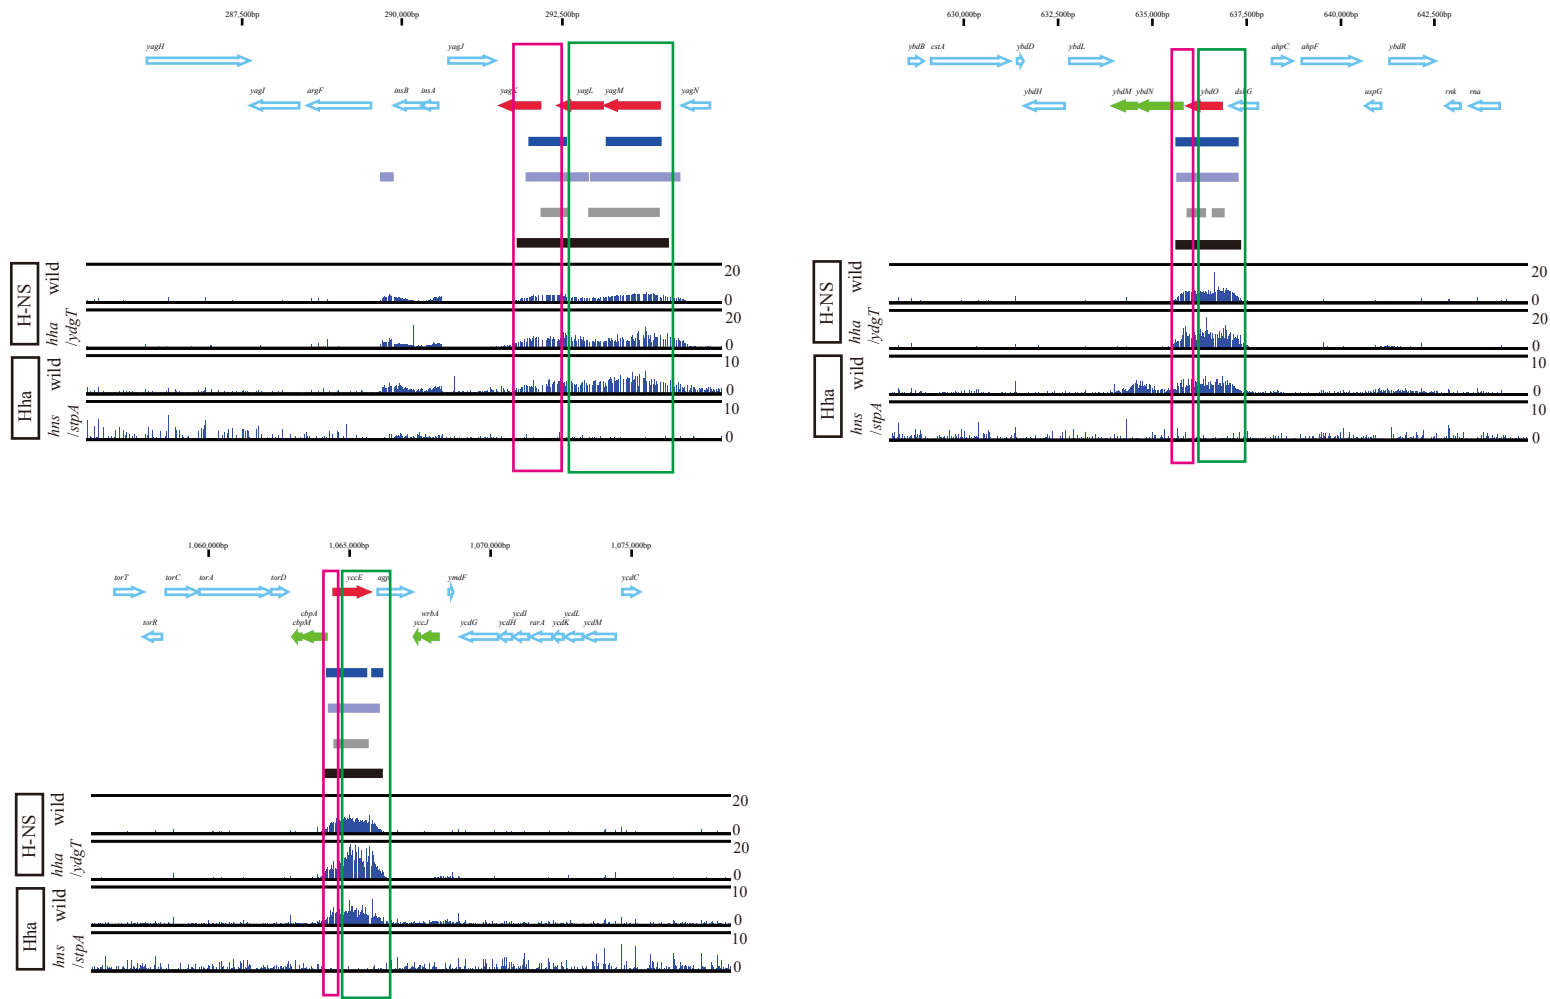 287,500bp 290,000bp 292,500bp
yagH yagJ
yagI argF insB insA yagK yagL yagM yagN
H-NS wild 20 0
hha /ydgT 20 0
Hha wild 10 0
hns /stpA 10 0
630,000bp 632,500bp 635,000bp 637,500bp 640,000bp 642,500bp
ybdB cstA ybdD ybdL ahpC ahpF ybdR
ybdH ybdM ybdN ybdO dsbG uspG rnk rna
H-NS wild 20 0
hha /ydgT 20 0
Hha wild 10 0
hns /stpA 10 0
1,060,000bp 1,065,000bp 1,070,000bp 1,075,000bp
torT torC torA torD yccE agp ymdF ycdC
torR cbpM cbpA yccJ wrbA ycdG ycdH ycdI rarA ycdK ycdL ycdM
H-NS wild 20 0
hha /ydgT 20 0
Hha wild 10 0
hns /stpA 10 0